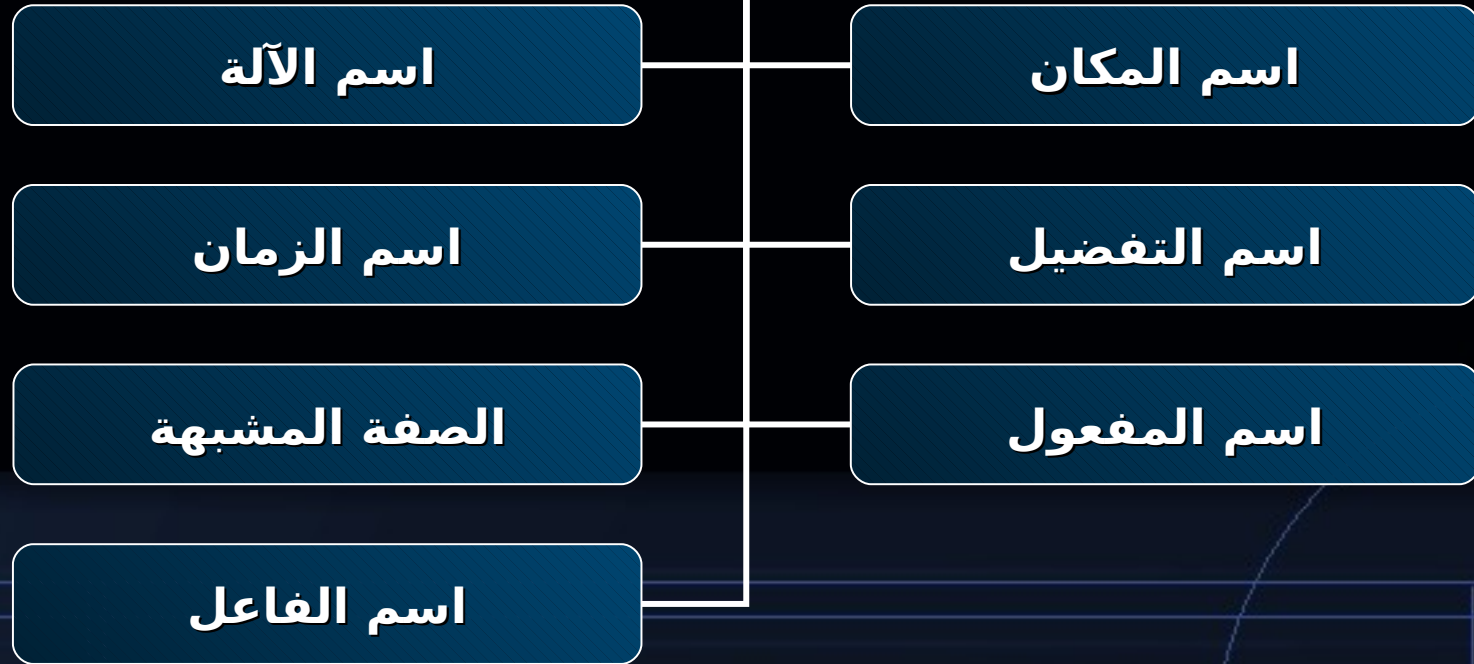 اسم المكان
اسم الآلة
اسم التفضيل
اسم الزمان
اسم المفعول
الصفة المشبهة
اسم الفاعل